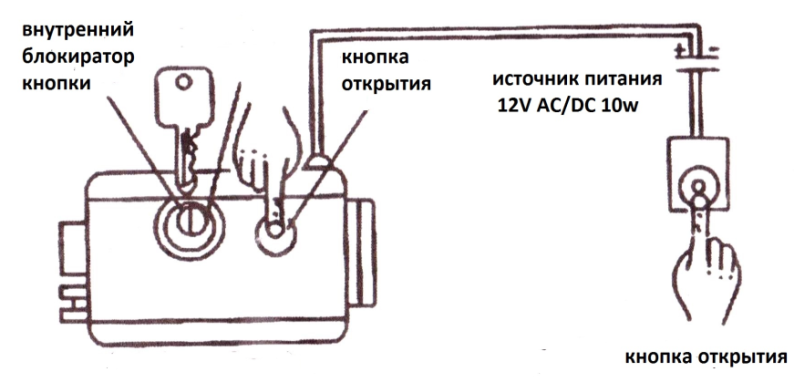 внутренний
блокиратор
кнопки
кнопка
открытия
источник питания
12V AC/DC 10w
+ -
кнопка открытия